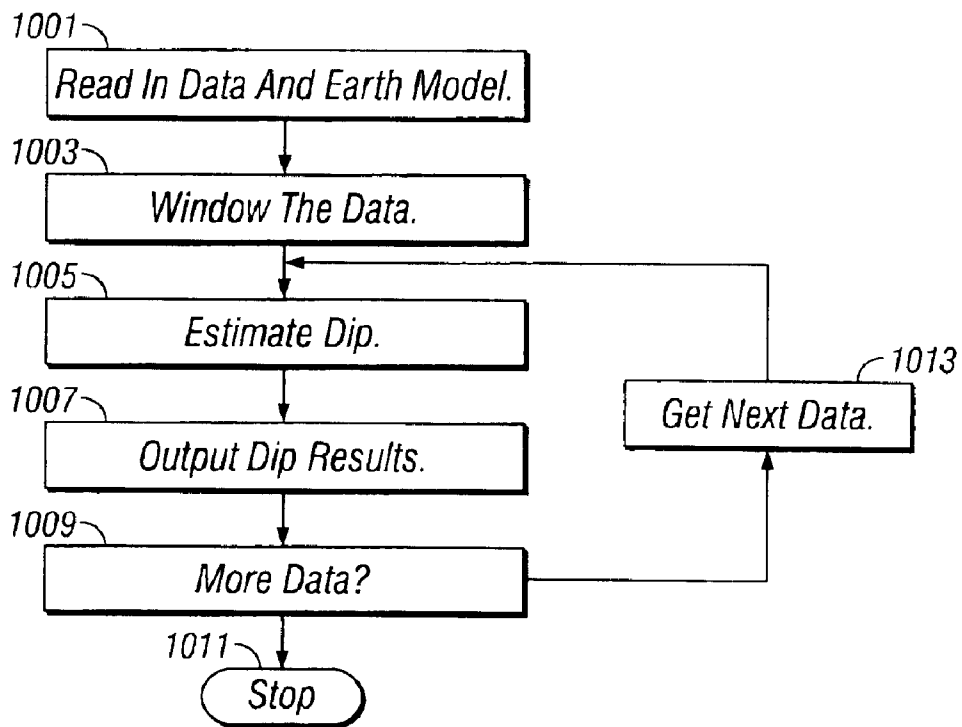 1001
Read In Data And Earth Model.
1003
Window The Data.
1005
Estimate Dip.
1013
Get Next Data.
1007
Output Dip Results.
1009
More Data?
1011
Stop